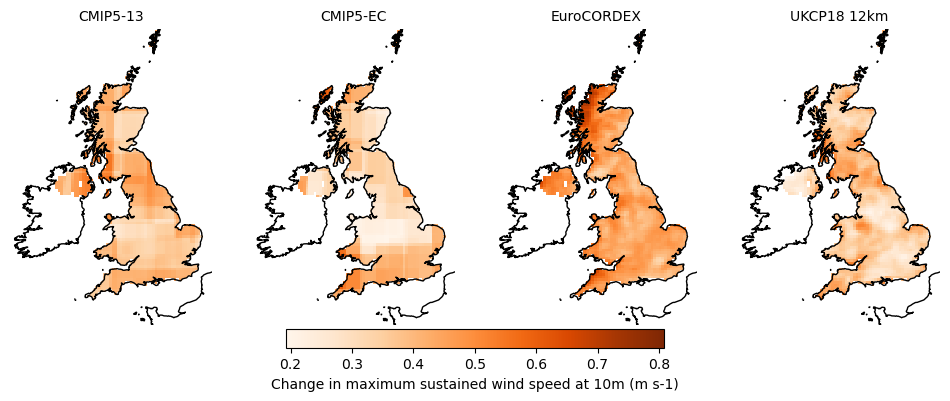 CMIP5-13 CMIP5-EC EuroCORDEX UKCP18 12km
0.2 0.3 0.4 0.5 0.6 0.7 0.8
Change in maximum sustained wind speed at 10m (m s-1)